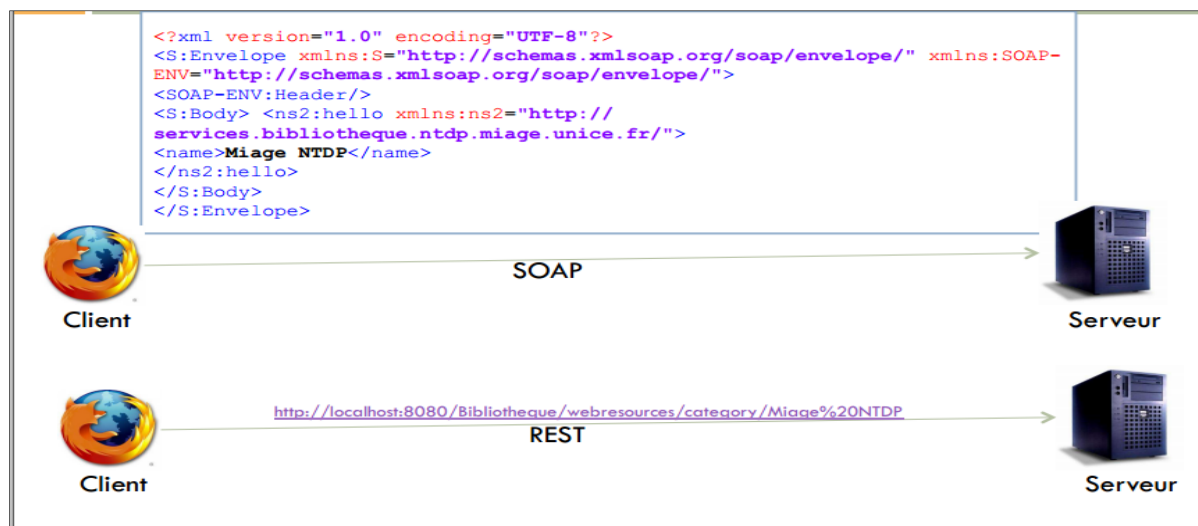 <?xml version="1.0" encoding="UTF-8"?>
<S:Envelope xmlns:S="http://schemas.xmlsoap.org/soap/envelope/" xmlns:SOAP-
ENV="http://schemas.xmlsoap.org/soap/envelope/">
<SOAP-ENV:Header/>
<S:Body> <ns2:hello xmlns:ns2="http://
services.bibliotheque.ntdp.miage.unice.fr/">
<name>Miage NTDP</name>
</ns2:hello>
</S:Body>
</S:Envelope>
SOAP
Client
Serveur
http://localhost:8080/Bibliotheque/webresources/category/Miage%20NTDP
REST
Client
Serveur